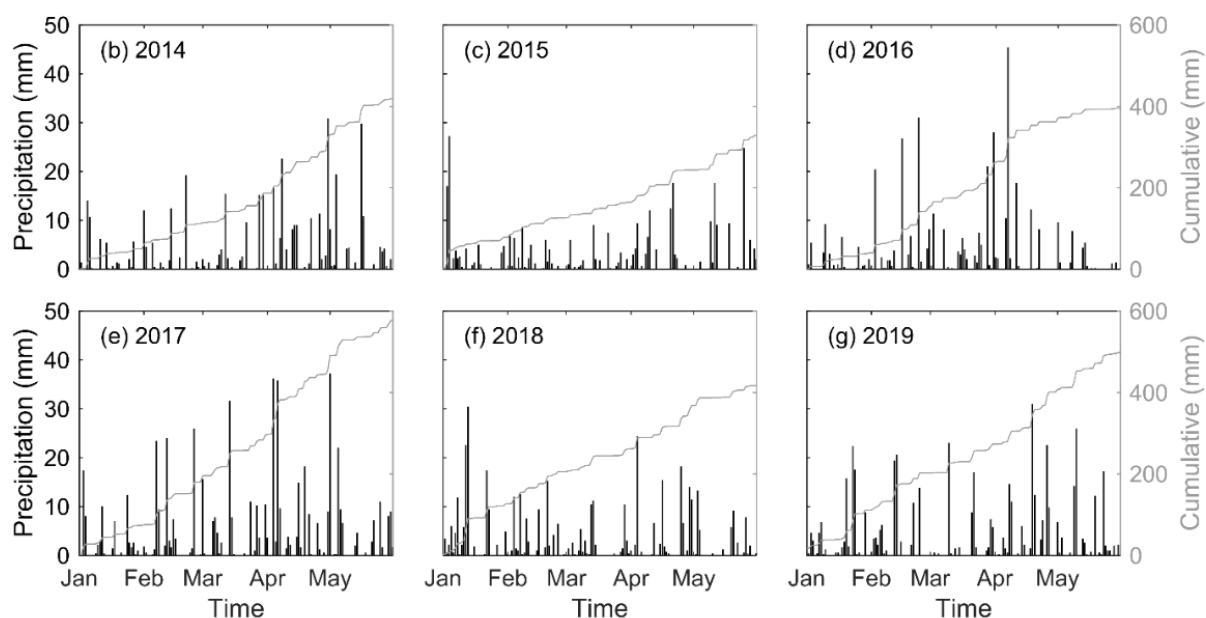 50
40
30
20
10
0
Precipitation (mm)
(b) 2014
(c) 2015
(d) 2016
600
400
200
0
Cumulative (mm)
50
40
30
20
10
0
Precipitation (mm)
(e) 2017
(f) 2018
(g) 2019
600
400
200
0
Cumulative (mm)
Jan Feb Mar Apr May
Jan Feb Mar Apr May
Jan Feb Mar Apr May
Time
Time
Time